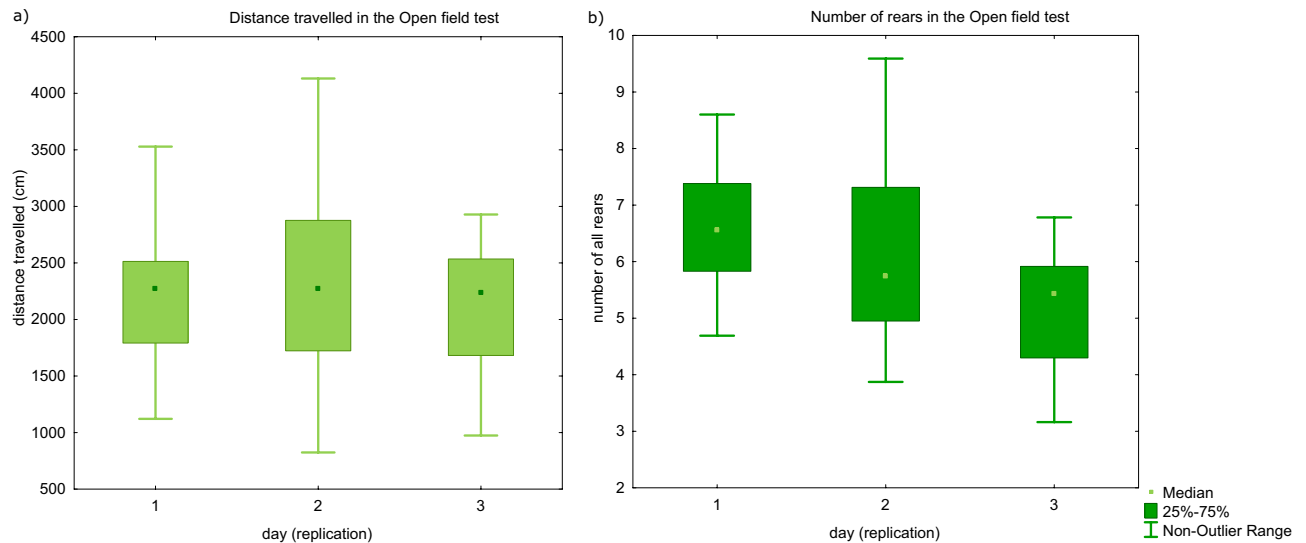 a)
Distance travelled in the Open field test
4500
4000
3500
3000
2500
2000
1500
1000
500
distance travelled (cm)
1 2 3
day (replication)
b)
Number of rears in the Open field test
10
9
8
7
6
5
4
3
2
number of all rears
1 2 3
day (replication)
Median
25%-75%
Non-Outlier Range